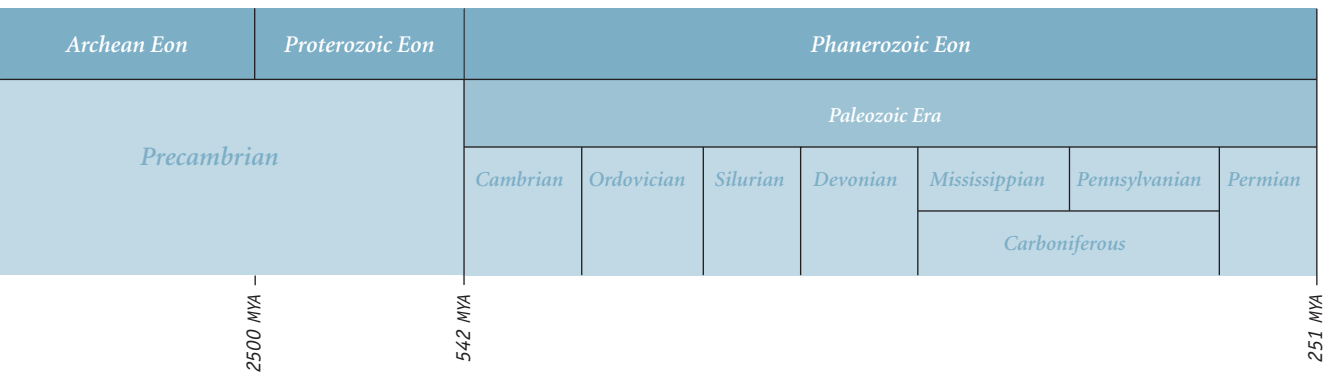 Archean Eon
Proterozoic Eon
Phanerozoic Eon
Paleozoic Era
Precambrian
Cambrian
Ordovician
Silurian
Devonian
Mississippian
Pennsylvanian
Permian
Carboniferous
2500 MYA
542 MYA
251 MYA